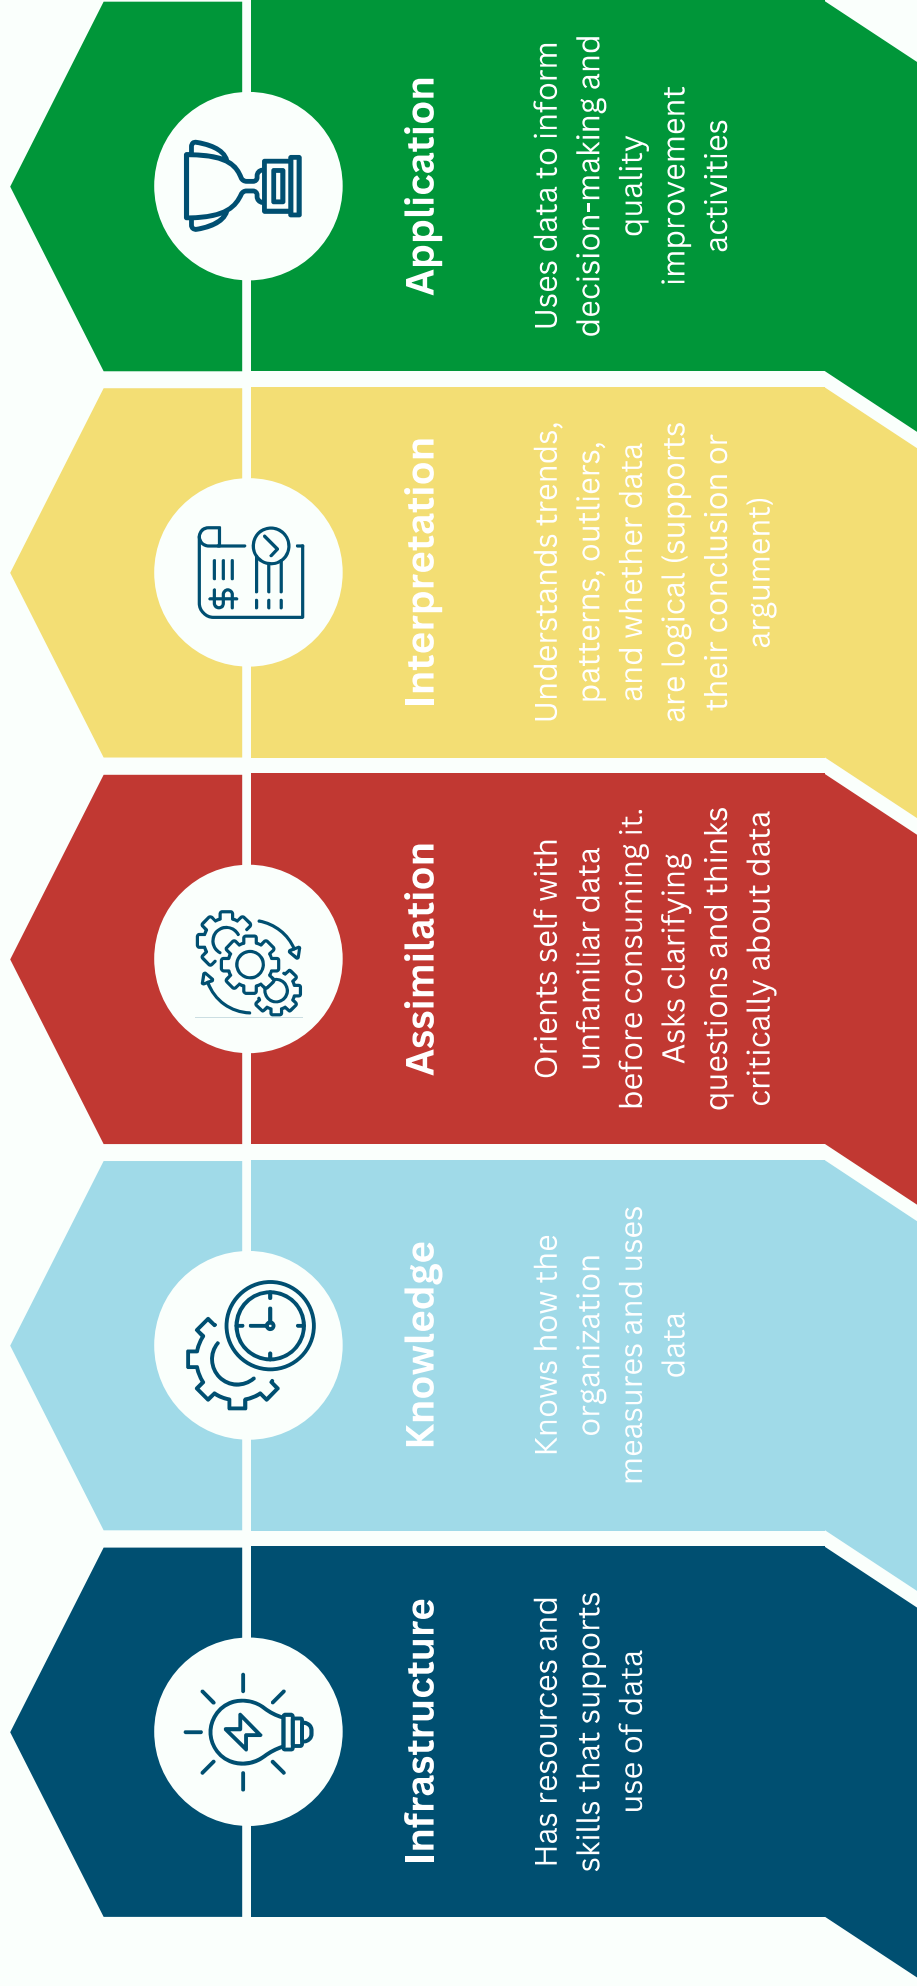 Infrastructure
Has resources and
skills that supports
use of data
Knowledge
Knows how the
organization
measures and uses
data
Assimilation
Orients self with
unfamiliar data
before consuming it.
Asks clarifying
questions and thinks
critically about data
Interpretation
Understands trends,
patterns, outliers,
and whether data
are logical (supports
their conclusion or
argument)
Application
Uses data to inform
decision-making and
quality
improvement
activities